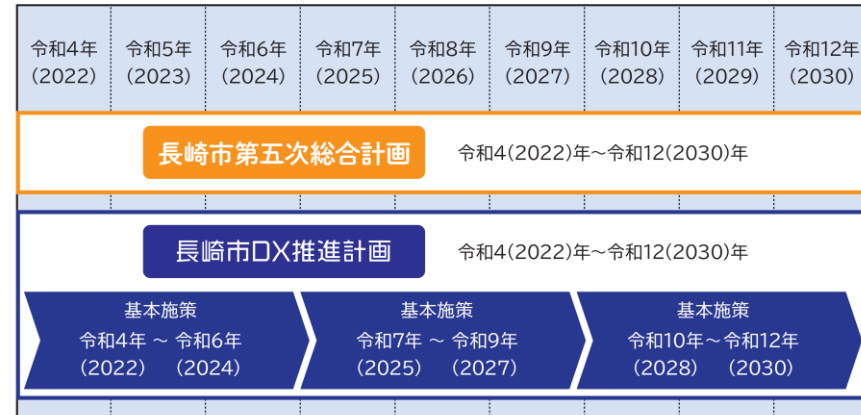 令和4年 令和5年 令和6年 令和7年 令和8年 令和9年 令和10年 令和11年 令和12年
(2022) (2023) (2024) (2025) (2026) (2027) (2028) (2029) (2030)
長崎市第五次総合計画 令和4(2022)年～令和12(2030)年
長崎市DX推進計画 令和4(2022)年～令和12(2030)年
基本施策 基本施策 基本施策
令和4年 ～ 令和6年 令和7年 ～ 令和9年 令和10年～令和12年
(2022) (2024) (2025) (2027) (2028) (2030)